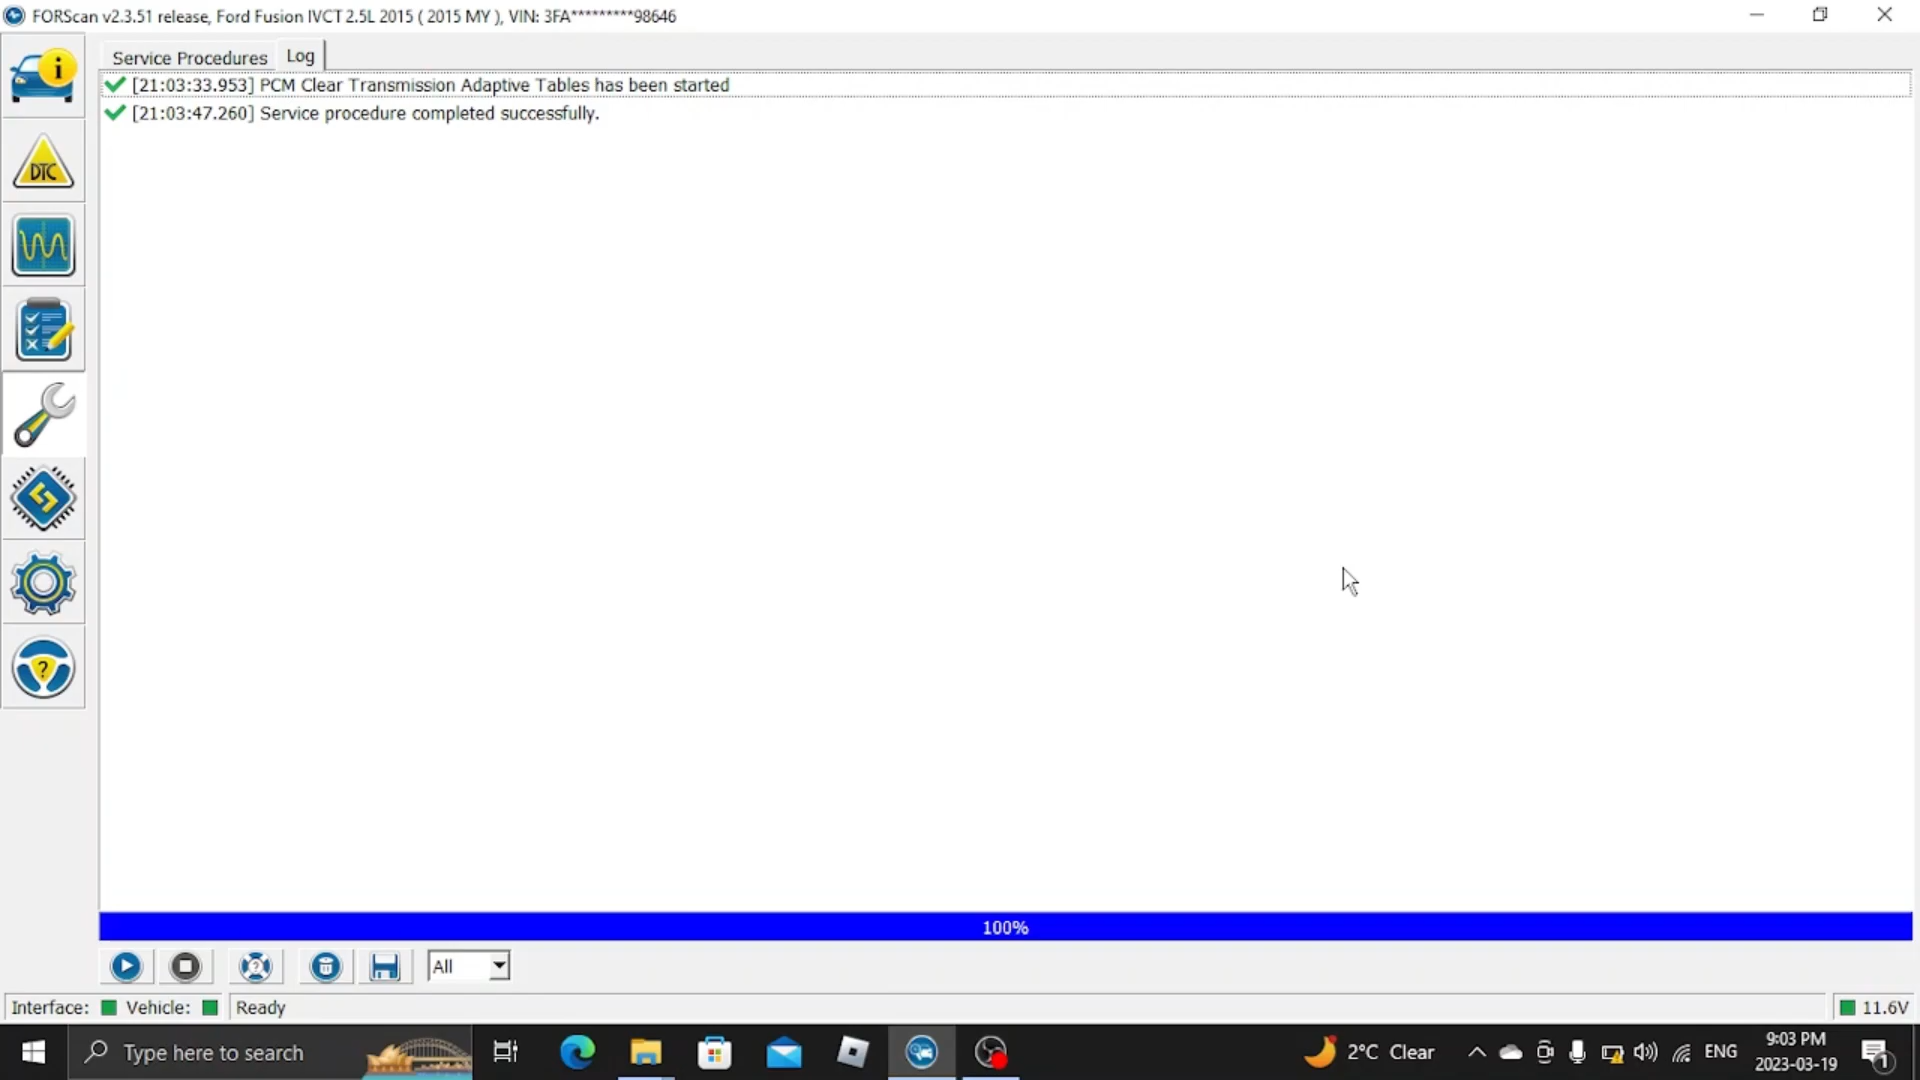 FORScan v2.3.51 release, Ford Fusion IVCT 2.5L 2015 ( 2015 MY ), VIN: 3FA*********98646
Service Procedures Log
[21:03:33.953] PCM Clear Transmission Adaptive Tables has been started
[21:03:47.260] Service procedure completed successfully.
i
DTC
?
100%
?
All
Interface: Vehicle: Ready 11.6V
Type here to search 2°C Clear ENG 9:03 PM
2023-03-19
1